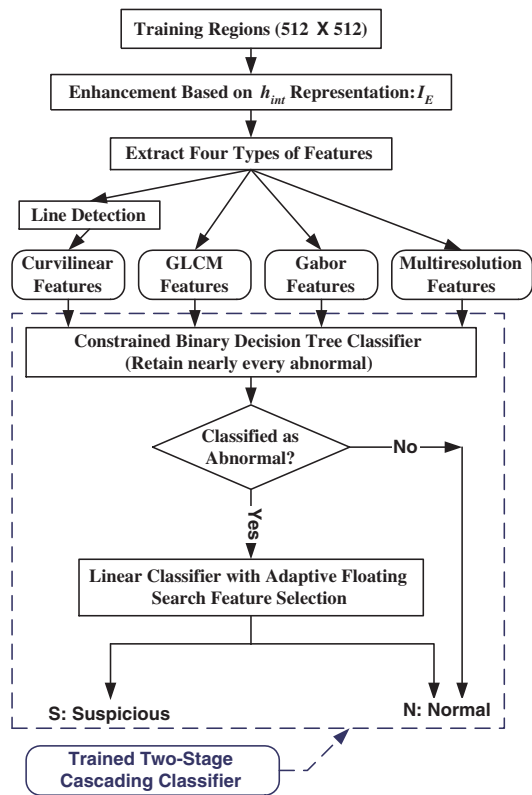 Training Regions (512 X 512)
Enhancement Based on h_int Representation: I_E
Extract Four Types of Features
Line Detection
Curvilinear
Features
GLCM
Features
Gabor
Features
Multiresolution
Features
Constrained Binary Decision Tree Classifier
(Retain nearly every abnormal)
Classified as
Abnormal?
No
Yes
Linear Classifier with Adaptive Floating
Search Feature Selection
S: Suspicious
N: Normal
Trained Two-Stage
Cascading Classifier